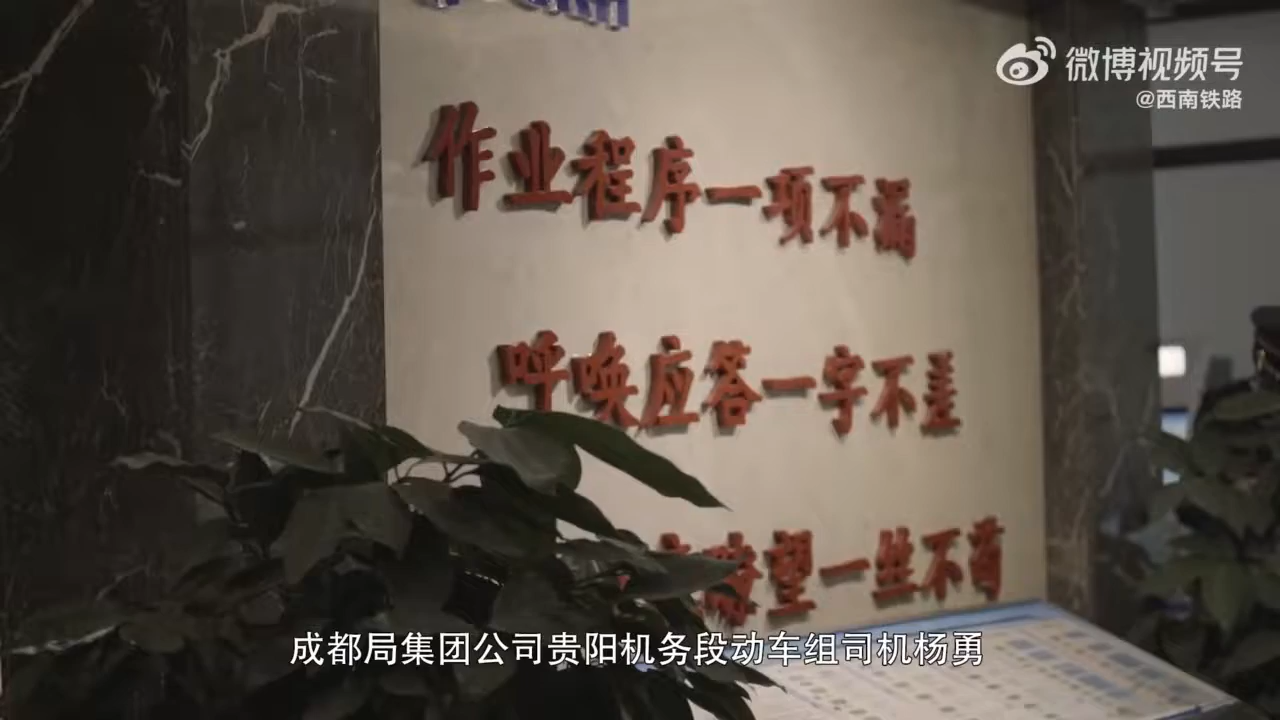 微博视频号
@西南铁路
作业程序一项不漏
呼唤应答一字不差
瞭望一丝不苟
成都局集团公司贵阳机务段动车组司机杨勇